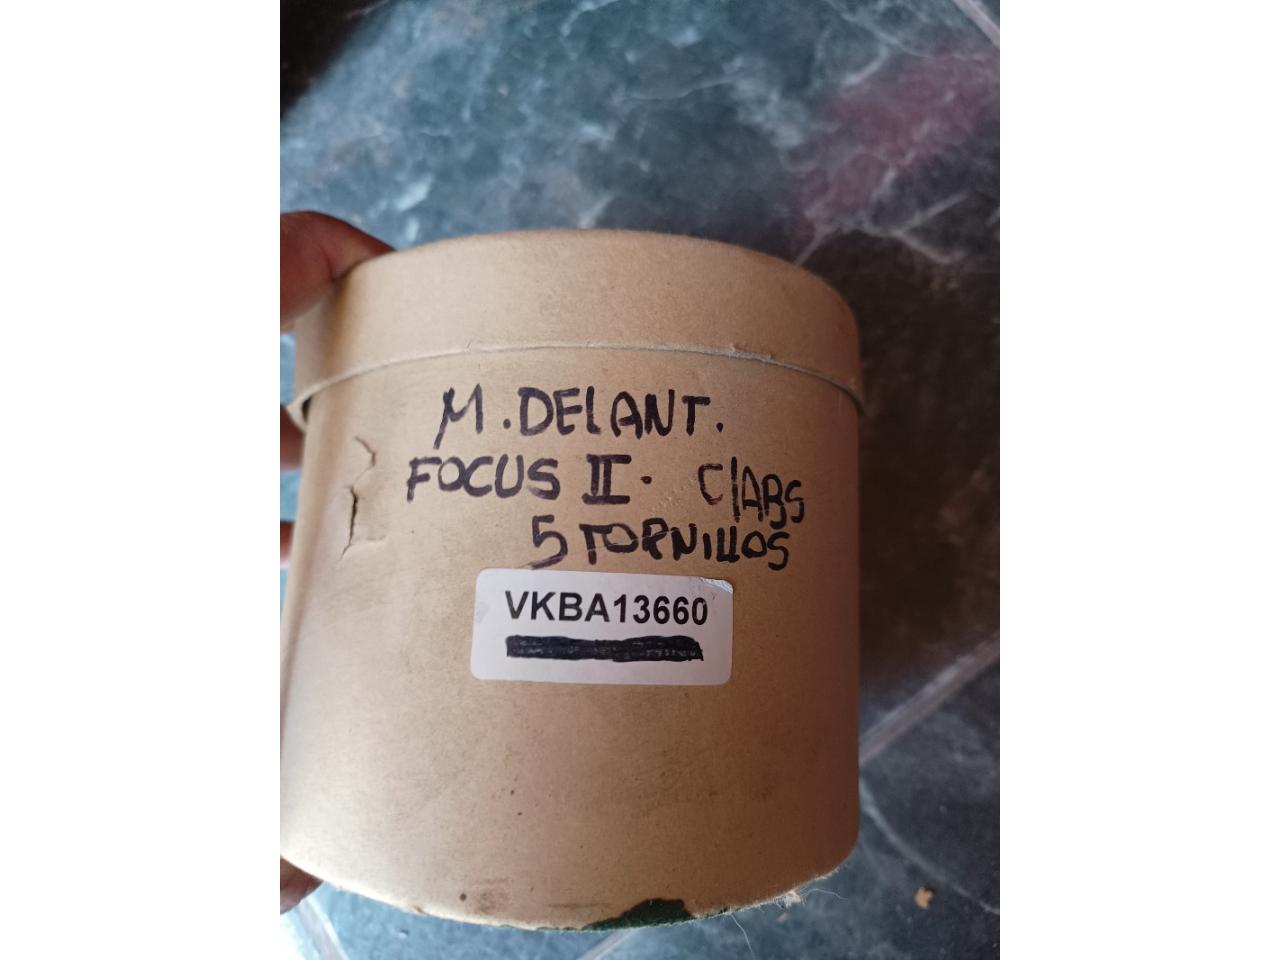 M. DELANT.
FOCUS II. C/ABS
5 TORNILLOS
VKBA13660